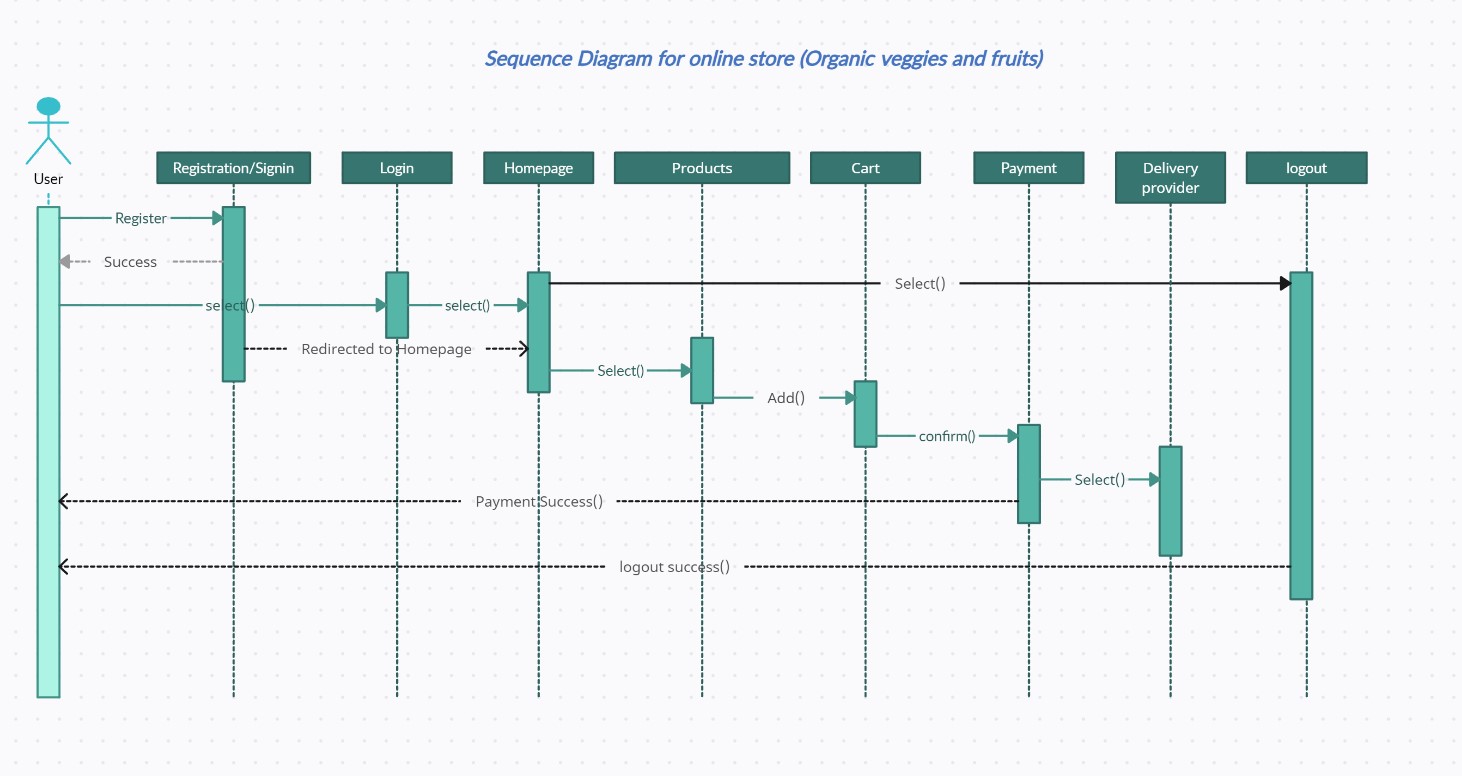 Sequence Diagram for online store (Organic veggies and fruits)
User
Registration/Signin
Login
Homepage
Products
Cart
Payment
Delivery
provider
logout
Register
Success
Select()
select()
select()
Redirected to Homepage
Select()
Add()
confirm()
Select()
Payment Success()
logout success()